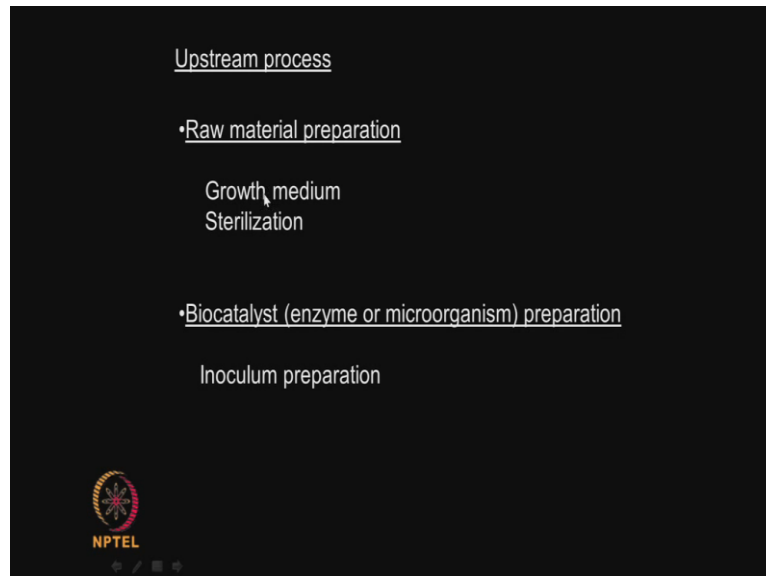 Upstream process
•Raw material preparation
Growth medium
Sterilization
•Biocatalyst (enzyme or microorganism) preparation
Inoculum preparation
NPTEL